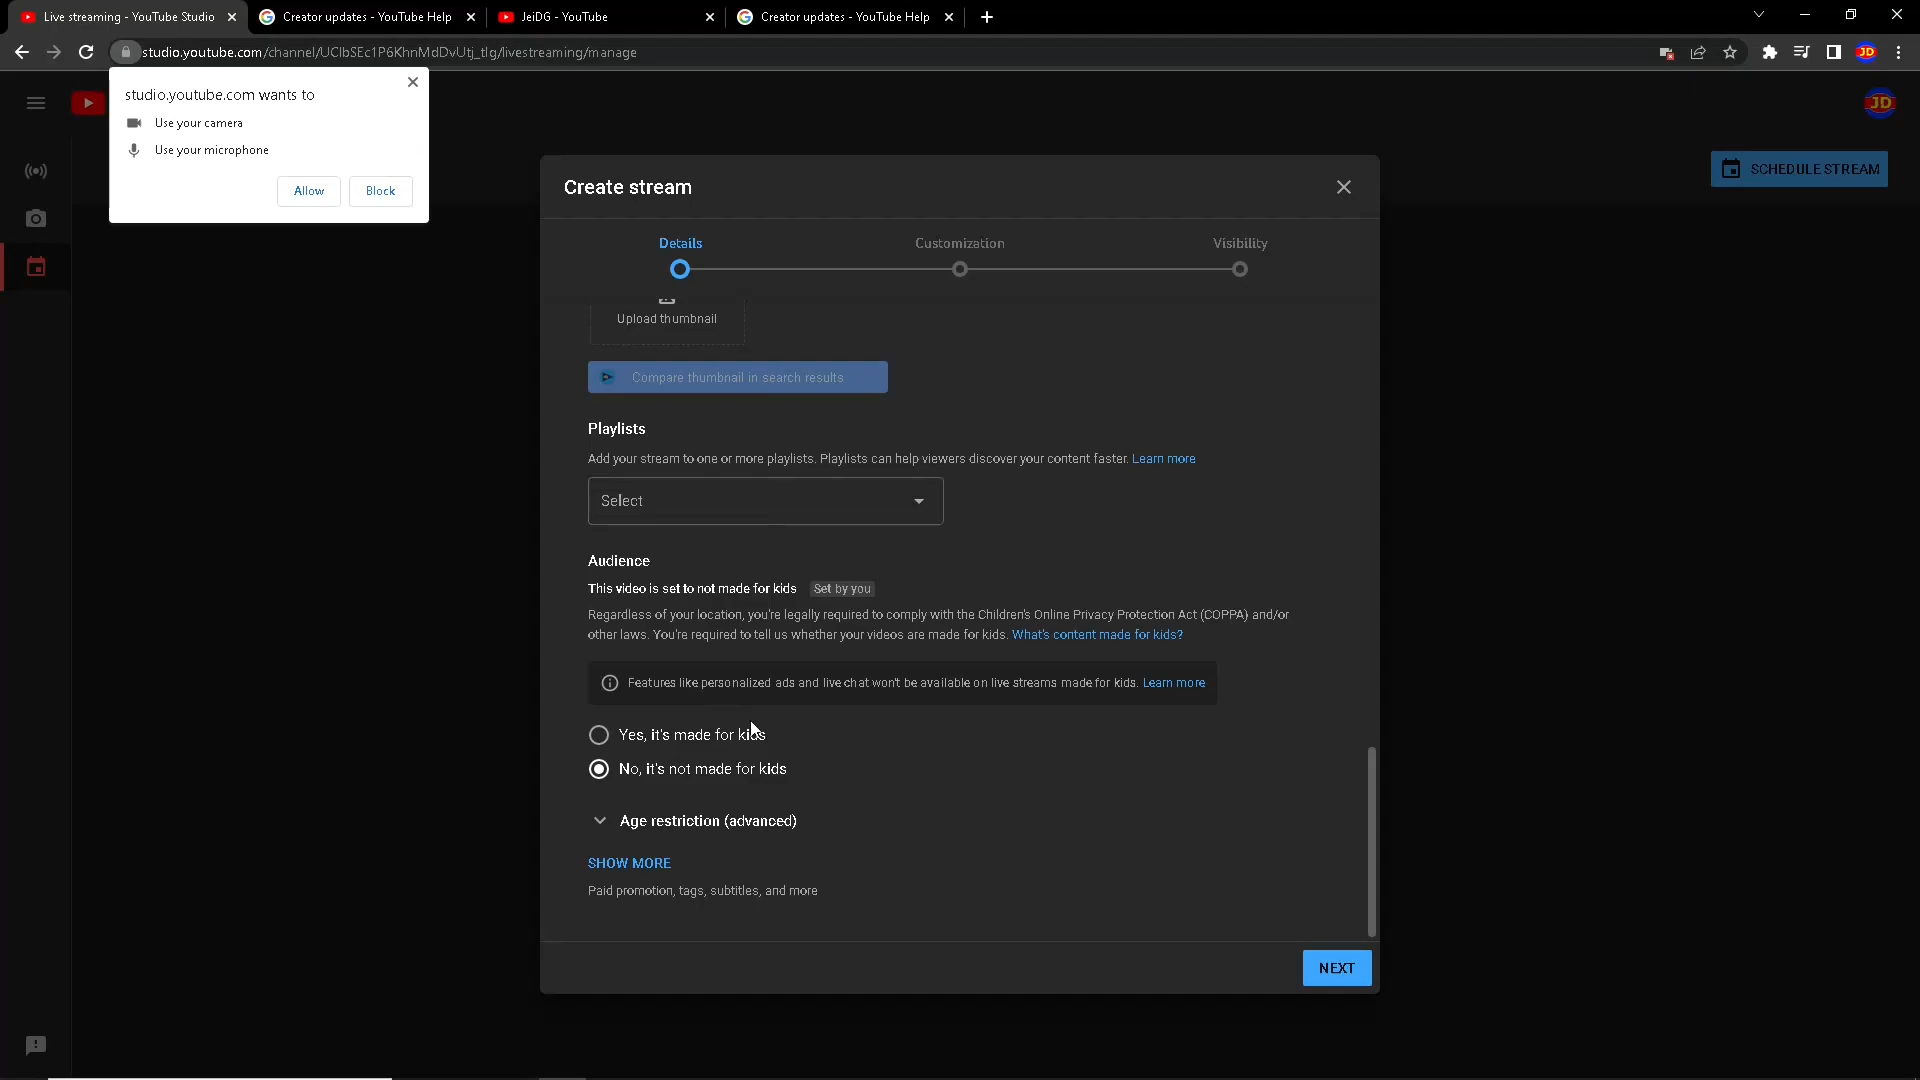 Live streaming - YouTube Studio
Creator updates - YouTube Help
JeiDG - YouTube
Creator updates - YouTube Help
studio.youtube.com/channel/UClbSEc1P6KhnMdDvUtj_tlg/livestreaming/manage
JD
studio.youtube.com wants to
Use your camera
Use your microphone
Allow
Block
JD
SCHEDULE STREAM
Create stream
Details
Customization
Visibility
Upload thumbnail
Compare thumbnail in search results
Playlists
Add your stream to one or more playlists. Playlists can help viewers discover your content faster. Learn more
Select
Audience
This video is set to not made for kids Set by you
Regardless of your location, you're legally required to comply with the Children's Online Privacy Protection Act (COPPA) and/or
other laws. You're required to tell us whether your videos are made for kids. What's content made for kids?
Features like personalized ads and live chat won't be available on live streams made for kids. Learn more
Yes, it's made for kids
No, it's not made for kids
Age restriction (advanced)
SHOW MORE
Paid promotion, tags, subtitles, and more
NEXT